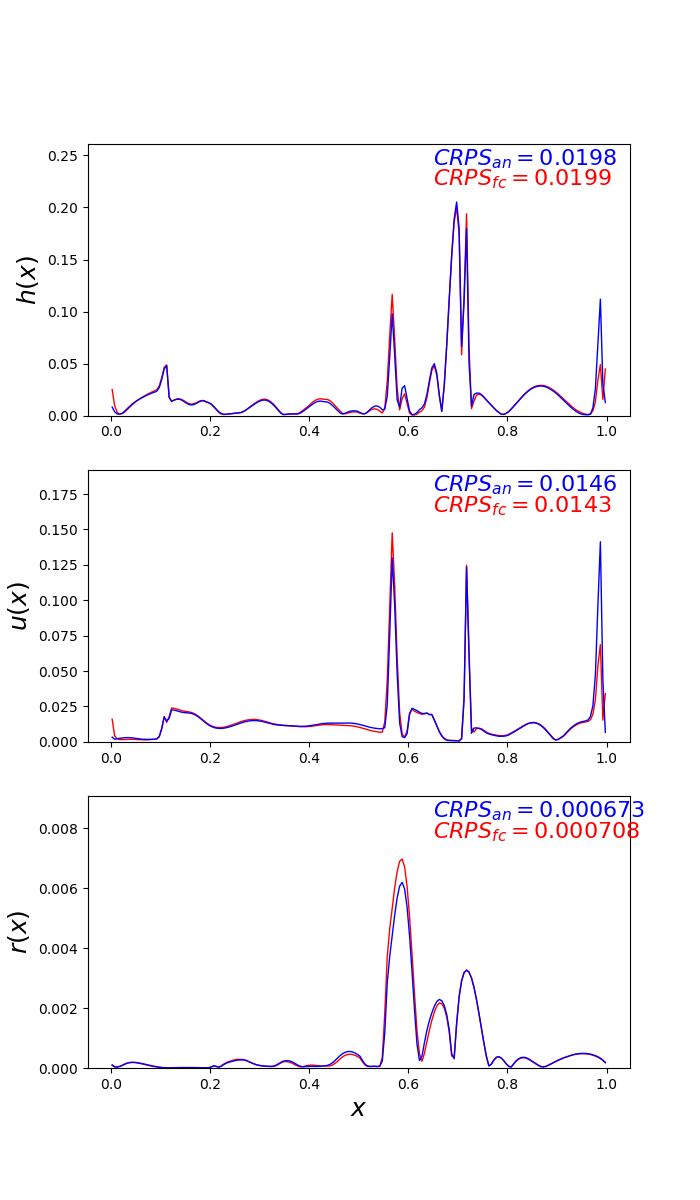 CRPS_an = 0.0198
CRPS_fc = 0.0199
h(x)
0.25
0.20
0.15
0.10
0.05
0.00
0.0 0.2 0.4 0.6 0.8 1.0
CRPS_an = 0.0146
CRPS_fc = 0.0143
u(x)
0.175
0.150
0.125
0.100
0.075
0.050
0.025
0.000
0.0 0.2 0.4 0.6 0.8 1.0
CRPS_an = 0.000673
CRPS_fc = 0.000708
r(x)
0.008
0.006
0.004
0.002
0.000
0.0 0.2 0.4 0.6 0.8 1.0
x